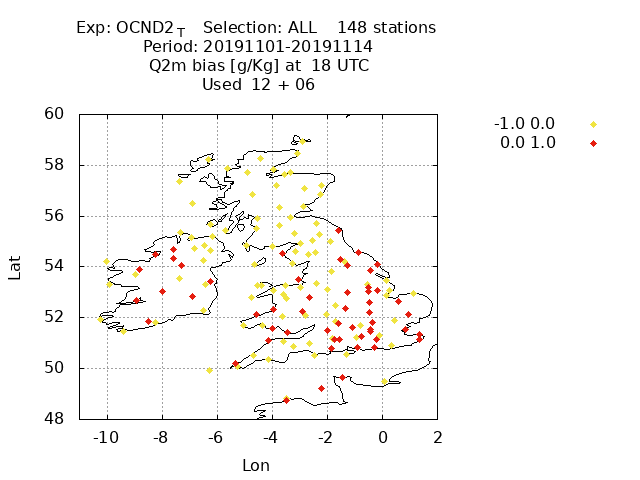 Exp: OCND2_T Selection: ALL 148 stations
Period: 20191101-20191114
Q2m bias [g/Kg] at 18 UTC
Used 12 + 06
-1.0 0.0
0.0 1.0
60
58
56
54
52
50
48
Lat
-10 -8 -6 -4 -2 0 2
Lon